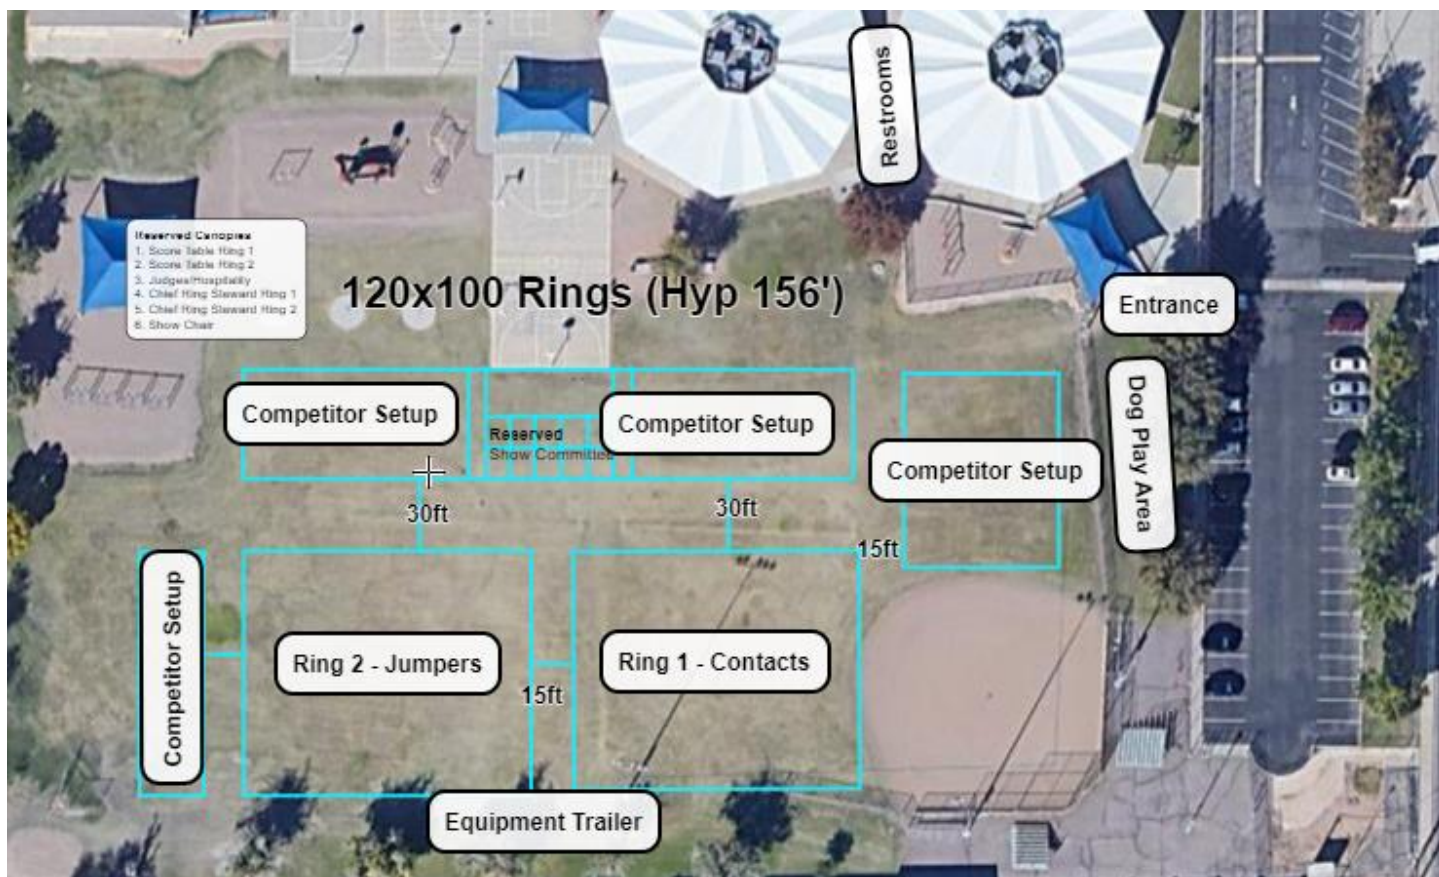 Restrooms
Reserved Canopies
1. Score Table Ring 1
2. Score Table Ring 2
3. Judges/Hospitality
4. Chief Ring Steward Ring 1
5. Chief Ring Steward Ring 2
6. Show Chair
120x100 Rings (Hyp 156')
Entrance
Dog Play Area
Competitor Setup
Reserved
Show Committee
Competitor Setup
Competitor Setup
30ft
30ft
15ft
Competitor Setup
Ring 2 - Jumpers
15ft
Ring 1 - Contacts
Equipment Trailer